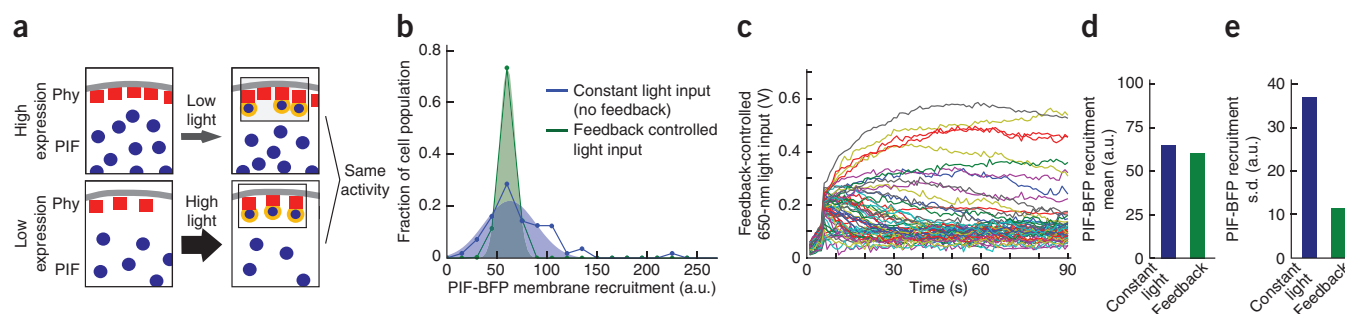 a
High
expression
Phy
PIF
Low
light
Low
expression
Phy
PIF
High
light
Same
activity
b
Fraction of cell population
0.8
0.6
0.4
0.2
0
0
50
100
150
200
250
PIF-BFP membrane recruitment (a.u.)
Constant light input
(no feedback)
Feedback controlled
light input
c
Feedback-controlled
650-nm light input (V)
0.6
0.4
0.2
0
0
30
60
90
Time (s)
d
PIF-BFP recruitment
mean (a.u.)
100
75
50
25
0
Constant
light
Feedback
e
PIF-BFP recruitment
s.d. (a.u.)
40
30
20
10
0
Constant
light
Feedback